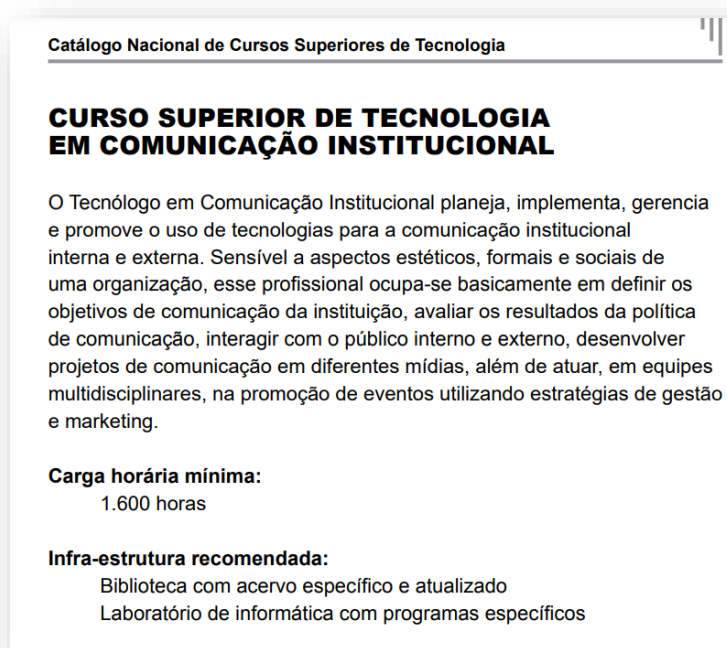 Catálogo Nacional de Cursos Superiores de Tecnologia
CURSO SUPERIOR DE TECNOLOGIA
EM COMUNICAÇÃO INSTITUCIONAL
O Tecnólogo em Comunicação Institucional planeja, implementa, gerencia
e promove o uso de tecnologias para a comunicação institucional
interna e externa. Sensível a aspectos estéticos, formais e sociais de
uma organização, esse profissional ocupa-se basicamente em definir os
objetivos de comunicação da instituição, avaliar os resultados da política
de comunicação, interagir com o público interno e externo, desenvolver
projetos de comunicação em diferentes mídias, além de atuar, em equipes
multidisciplinares, na promoção de eventos utilizando estratégias de gestão
e marketing.
Carga horária mínima:
1.600 horas
Infra-estrutura recomendada:
Biblioteca com acervo específico e atualizado
Laboratório de informática com programas específicos